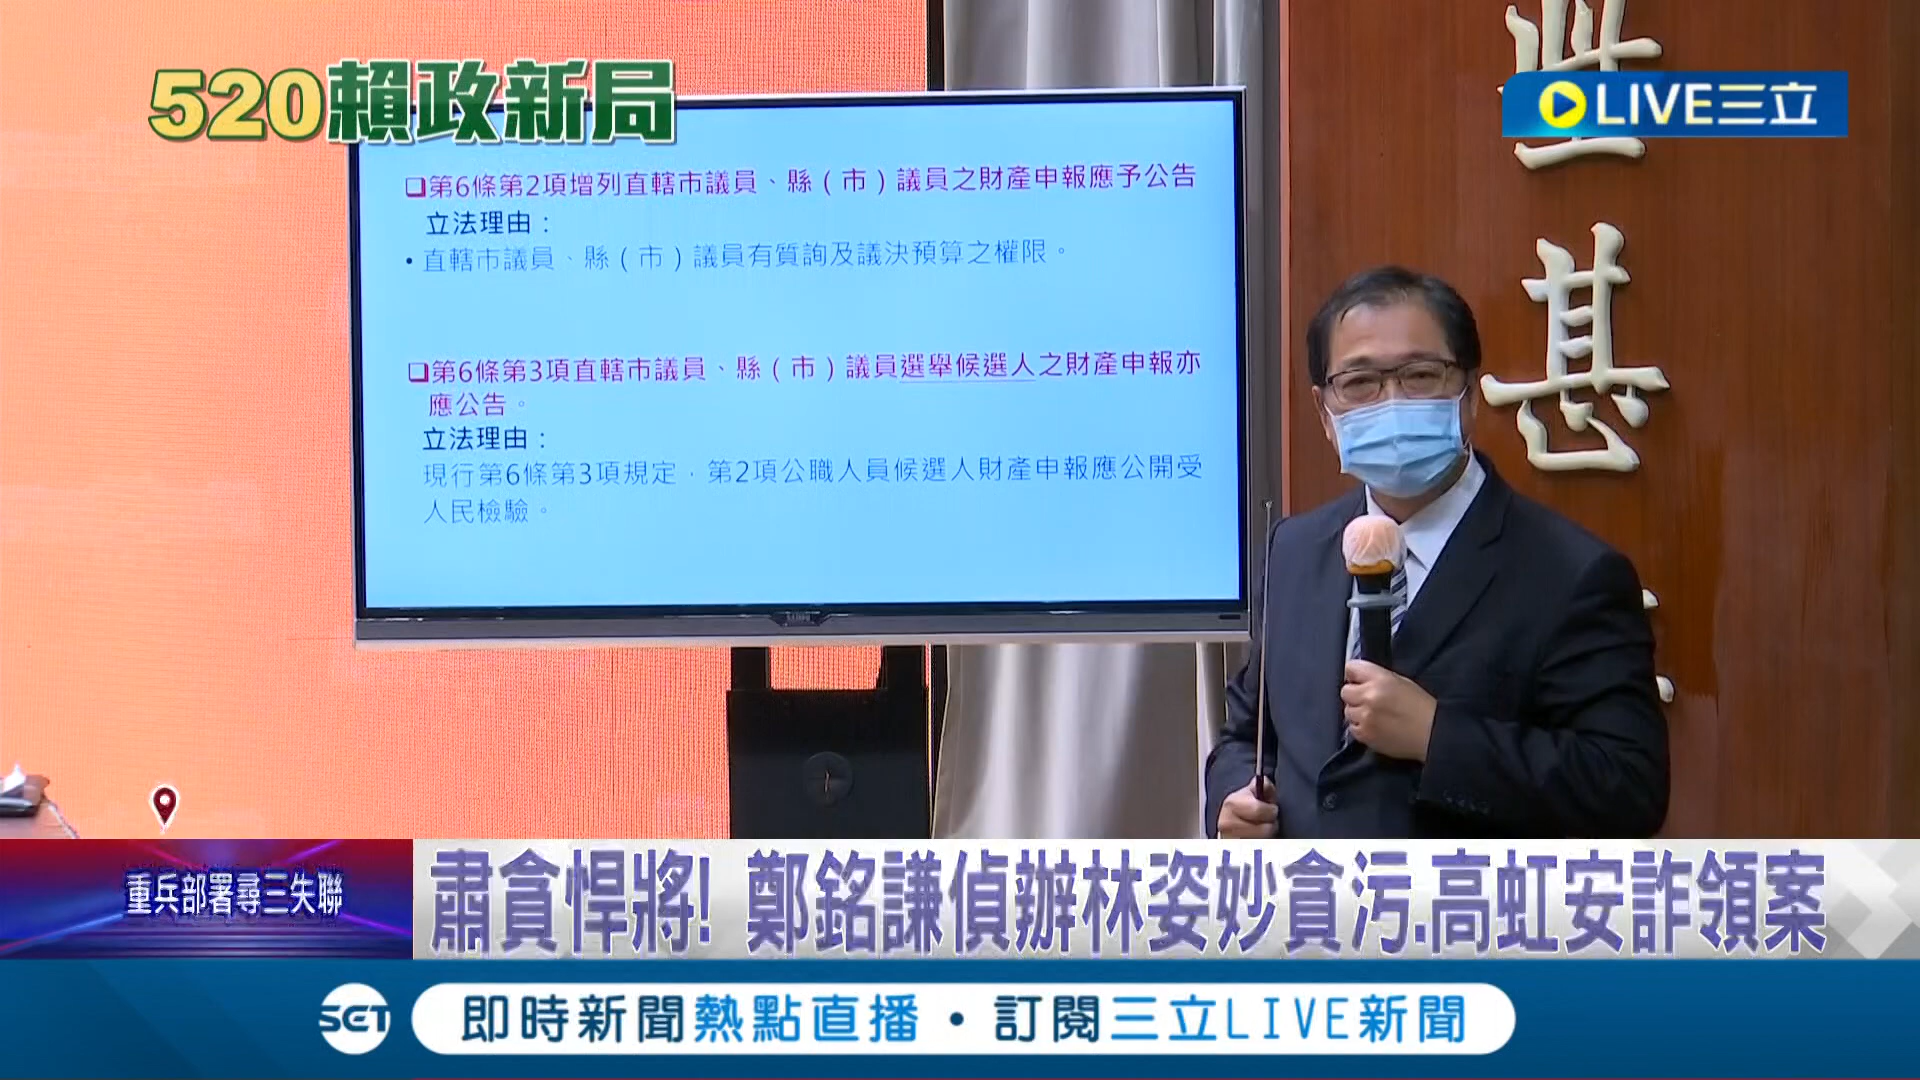 520賴政新局
LIVE三立
❑第6條第2項增列直轄市議員、縣（市）議員之財產申報應予公告
立法理由：
•直轄市議員、縣（市）議員有質詢及議決預算之權限。
❑第6條第3項直轄市議員、縣（市）議員選舉候選人之財產申報亦
應公告。
立法理由：
現行第6條第3項規定，第2項公職人員候選人財產申報應公開受
人民檢驗。
甚
重兵部署尋三失聯
肅貪悍將! 鄭銘謙偵辦林姿妙貪污.高虹安詐領案
SET
即時新聞熱點直播・訂閱三立LIVE新聞